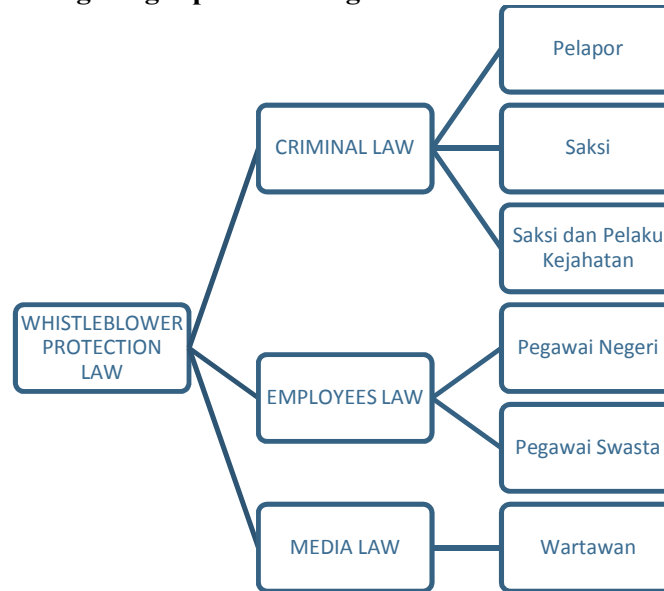 Pelapor
CRIMINAL LAW
Saksi
Saksi dan Pelaku
Kejahatan
WHISTLEBLOWER
PROTECTION
LAW
Pegawai Negeri
EMPLOYEES LAW
Pegawai Swasta
MEDIA LAW
Wartawan